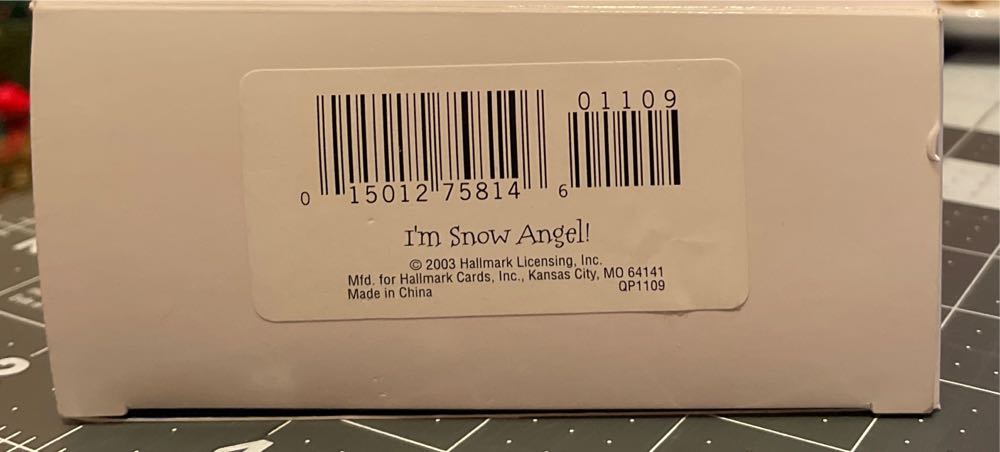 01109
0 15012 75814 6
I'm Snow Angel!
© 2003 Hallmark Licensing, Inc.
Mfd. for Hallmark Cards, Inc., Kansas City, MO 64141
Made in China QP1109